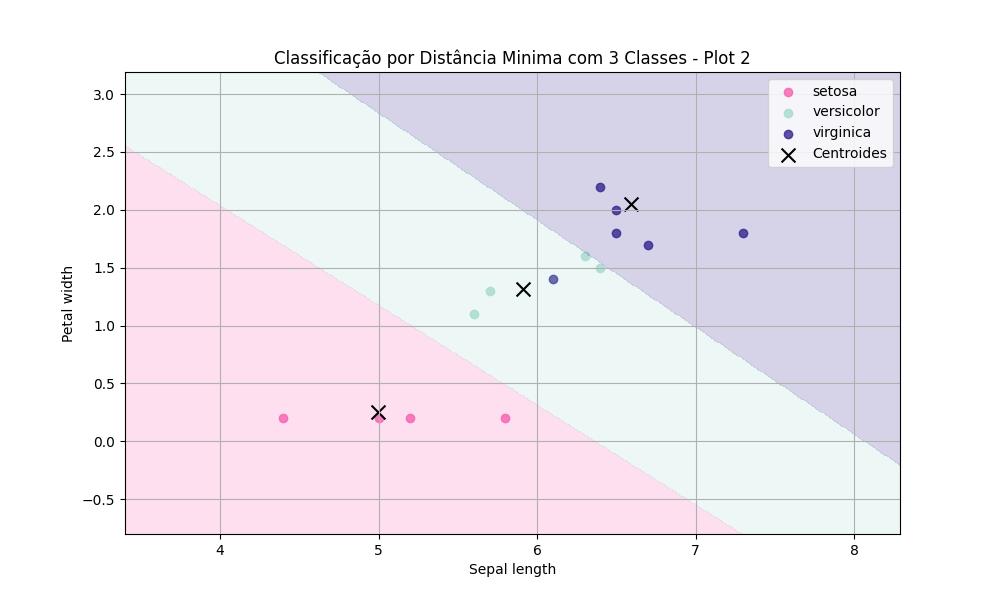 Classificação por Distância Minima com 3 Classes - Plot 2
setosa
versicolor
virginica
Centroides
3.0
2.5
2.0
1.5
1.0
0.5
0.0
−0.5
Petal width
4 5 6 7 8
Sepal length